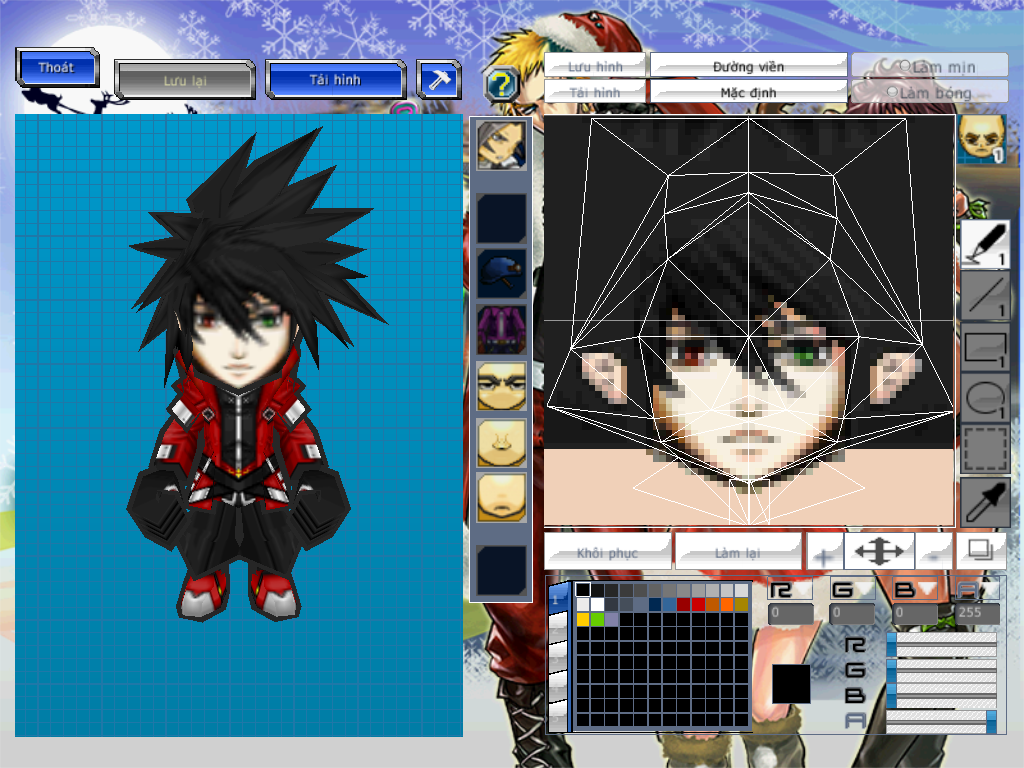 Thoát
Lưu lại
Tải hình
?
Lưu hình
Đường viền
Làm mịn
Tải hình
Mặc định
Làm bóng
1
1
1
1
1
Khôi phục
Làm lại
+
-
1
R
G
B
A
0
0
0
255
R
G
B
A